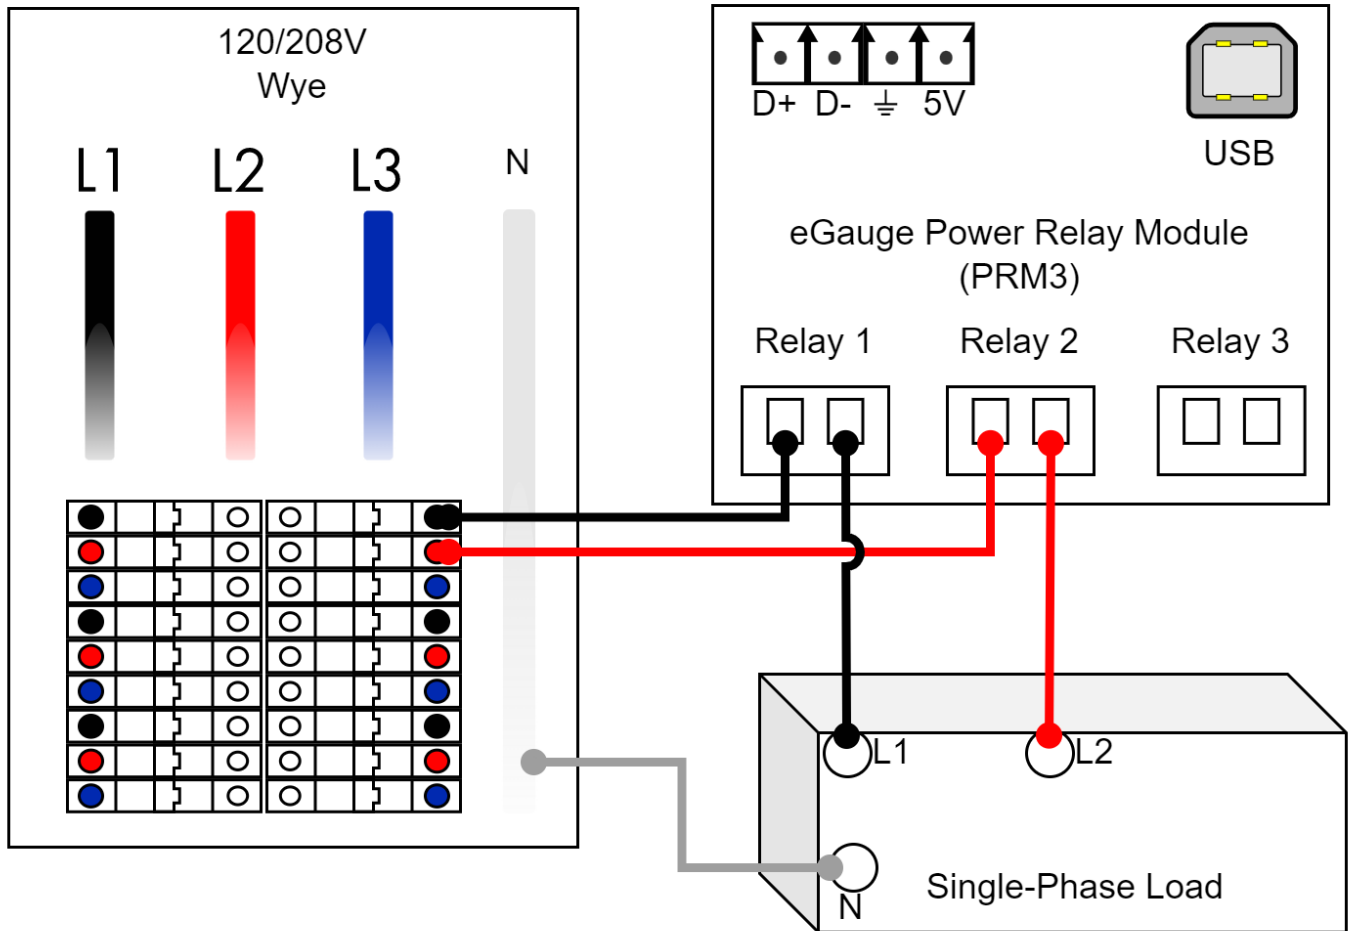 120/208V
Wye
L1 L2 L3 N
D+ D- 5V
USB
eGauge Power Relay Module
(PRM3)
Relay 1 Relay 2 Relay 3
L1 L2
N
Single-Phase Load